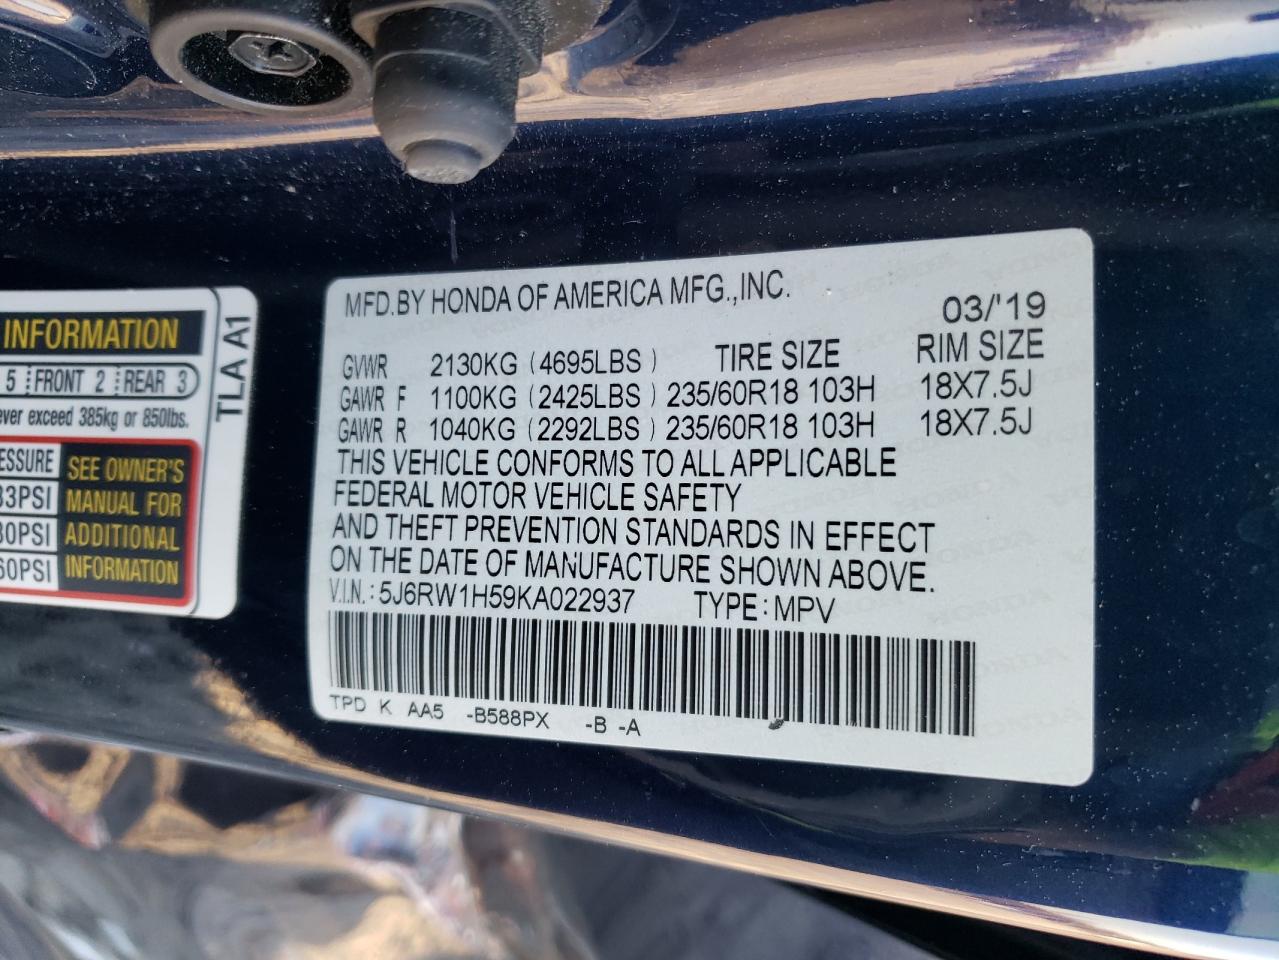 INFORMATION
5 FRONT 2 REAR 3
ever exceed 385kg or 850lbs.
ESSURE
33PSI
30PSI
60PSI
SEE OWNER'S
MANUAL FOR
ADDITIONAL
INFORMATION
TLA A1
MFD.BY HONDA OF AMERICA MFG.,INC.
03/'19
GVWR 2130KG (4695LBS) TIRE SIZE RIM SIZE
GAWR F 1100KG (2425LBS) 235/60R18 103H 18X7.5J
GAWR R 1040KG (2292LBS) 235/60R18 103H 18X7.5J
THIS VEHICLE CONFORMS TO ALL APPLICABLE
FEDERAL MOTOR VEHICLE SAFETY
AND THEFT PREVENTION STANDARDS IN EFFECT
ON THE DATE OF MANUFACTURE SHOWN ABOVE.
V.I.N.: 5J6RW1H59KA022937 TYPE: MPV
TPD K AA5 -B588PX -B -A